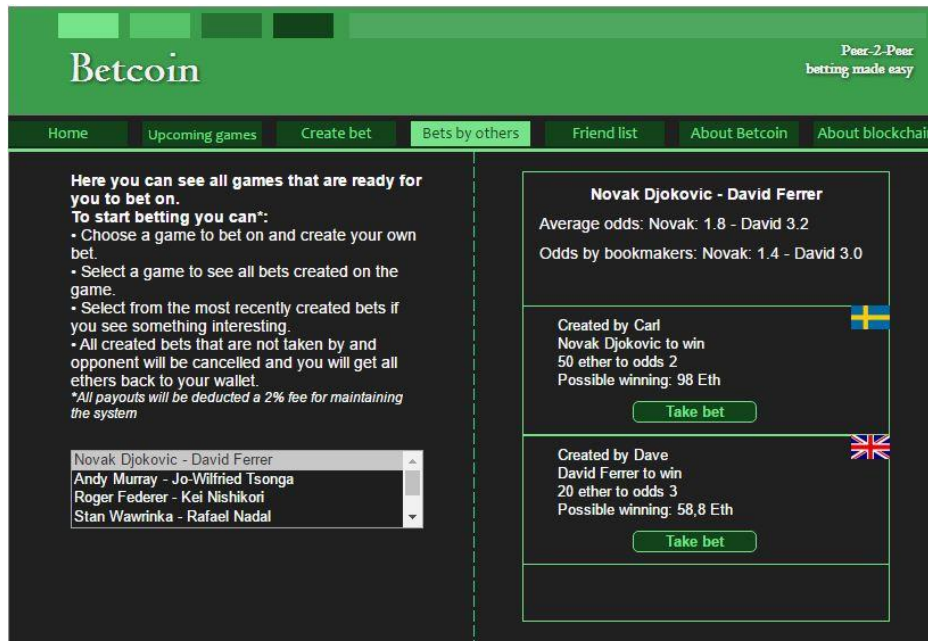 Betcoin
Peer-2-Peer
betting made easy
Home
Upcoming games
Create bet
Bets by others
Friend list
About Betcoin
About blockchai
Here you can see all games that are ready for
you to bet on.
To start betting you can*:
▪ Choose a game to bet on and create your own
bet.
▪ Select a game to see all bets created on the
game.
▪ Select from the most recently created bets if
you see something interesting.
▪ All created bets that are not taken by and
opponent will be cancelled and you will get all
ethers back to your wallet.
*All payouts will be deducted a 2% fee for maintaining
the system
Novak Djokovic - David Ferrer
Andy Murray - Jo-Wilfried Tsonga
Roger Federer - Kei Nishikori
Stan Wawrinka - Rafael Nadal
Novak Djokovic - David Ferrer
Average odds: Novak: 1.8 - David 3.2
Odds by bookmakers: Novak: 1.4 - David 3.0
Created by Carl
Novak Djokovic to win
50 ether to odds 2
Possible winning: 98 Eth
Take bet
Created by Dave
David Ferrer to win
20 ether to odds 3
Possible winning: 58,8 Eth
Take bet